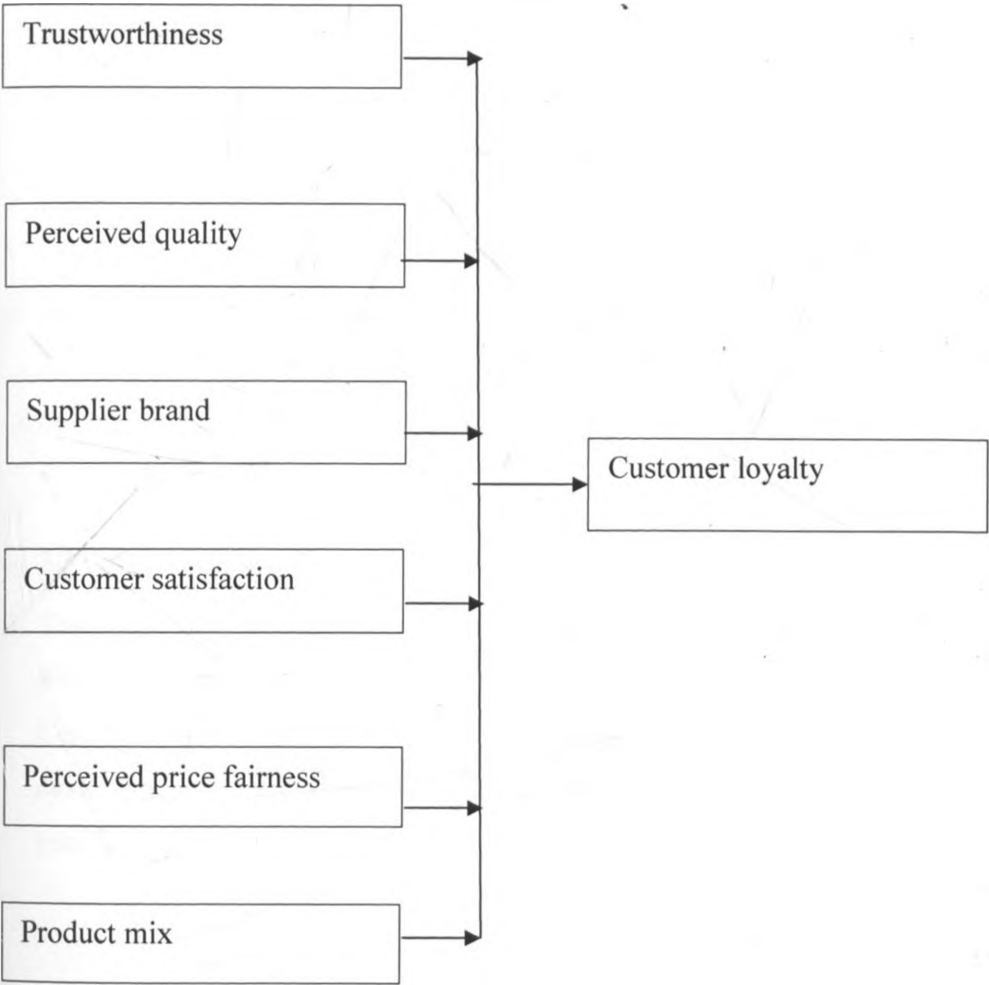 Trustworthiness
Perceived quality
Supplier brand
Customer loyalty
Customer satisfaction
Perceived price fairness
Product mix